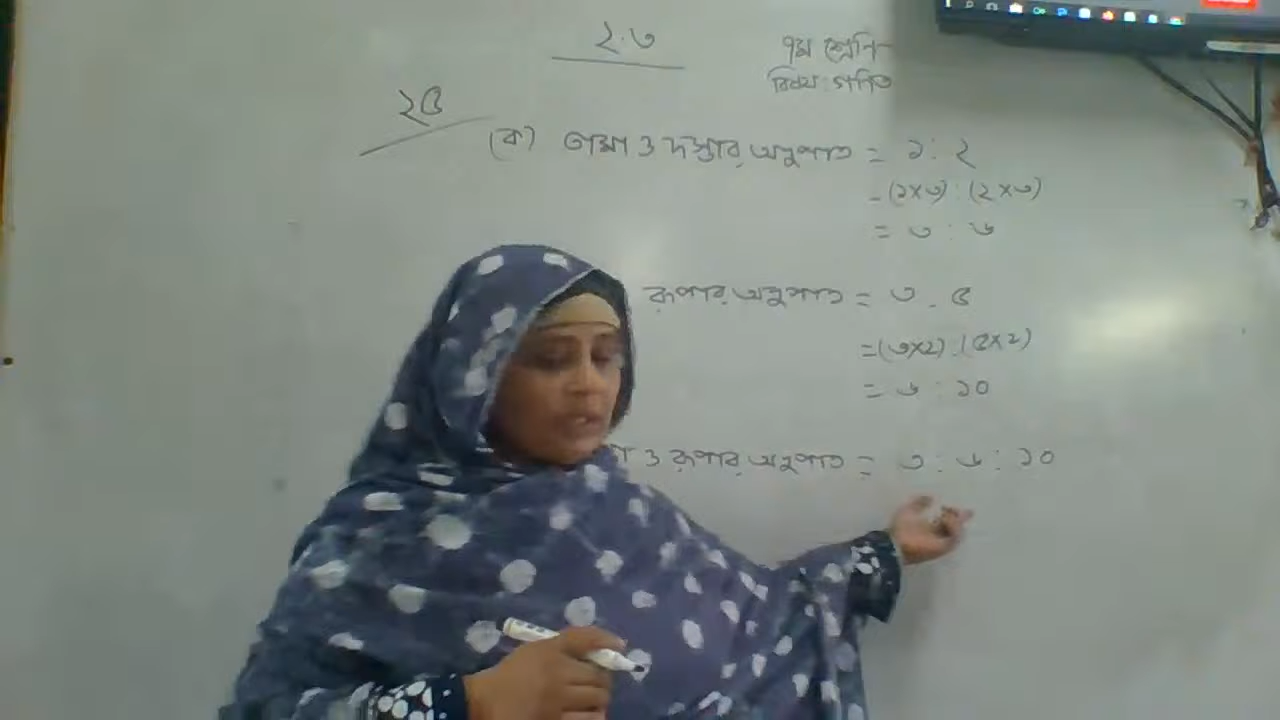 ২.৩
৭ম শ্রেণি
বিষয়: গণিত
২৫
(ক) তামা ও দস্তার অনুপাত = ১ : ২
= (১×৩) : (২×৩)
= ৩ : ৬
রূপার অনুপাত = ৩ : ৫
= (৩×২) : (৫×২)
= ৬ : ১০
ও রূপার অনুপাত = ৩ : ৬ : ১০